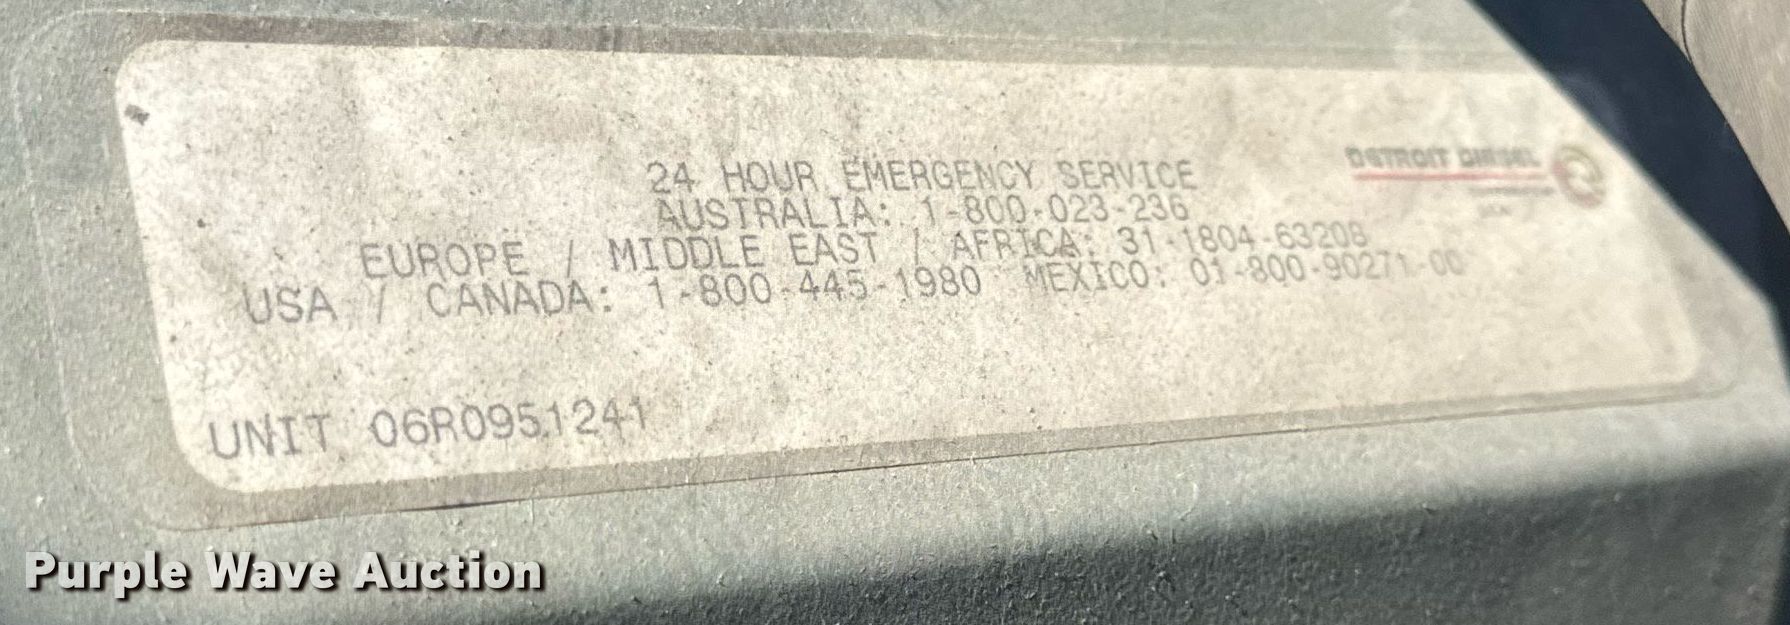 DETROIT DIESEL
24 HOUR EMERGENCY SERVICE
AUSTRALIA: 1-800-023-236
EUROPE / MIDDLE EAST / AFRICA: 31-1804-63208
USA / CANADA: 1-800-445-1980 MEXICO: 01-800-90271-00
UNIT 06R0951241
Purple Wave Auction